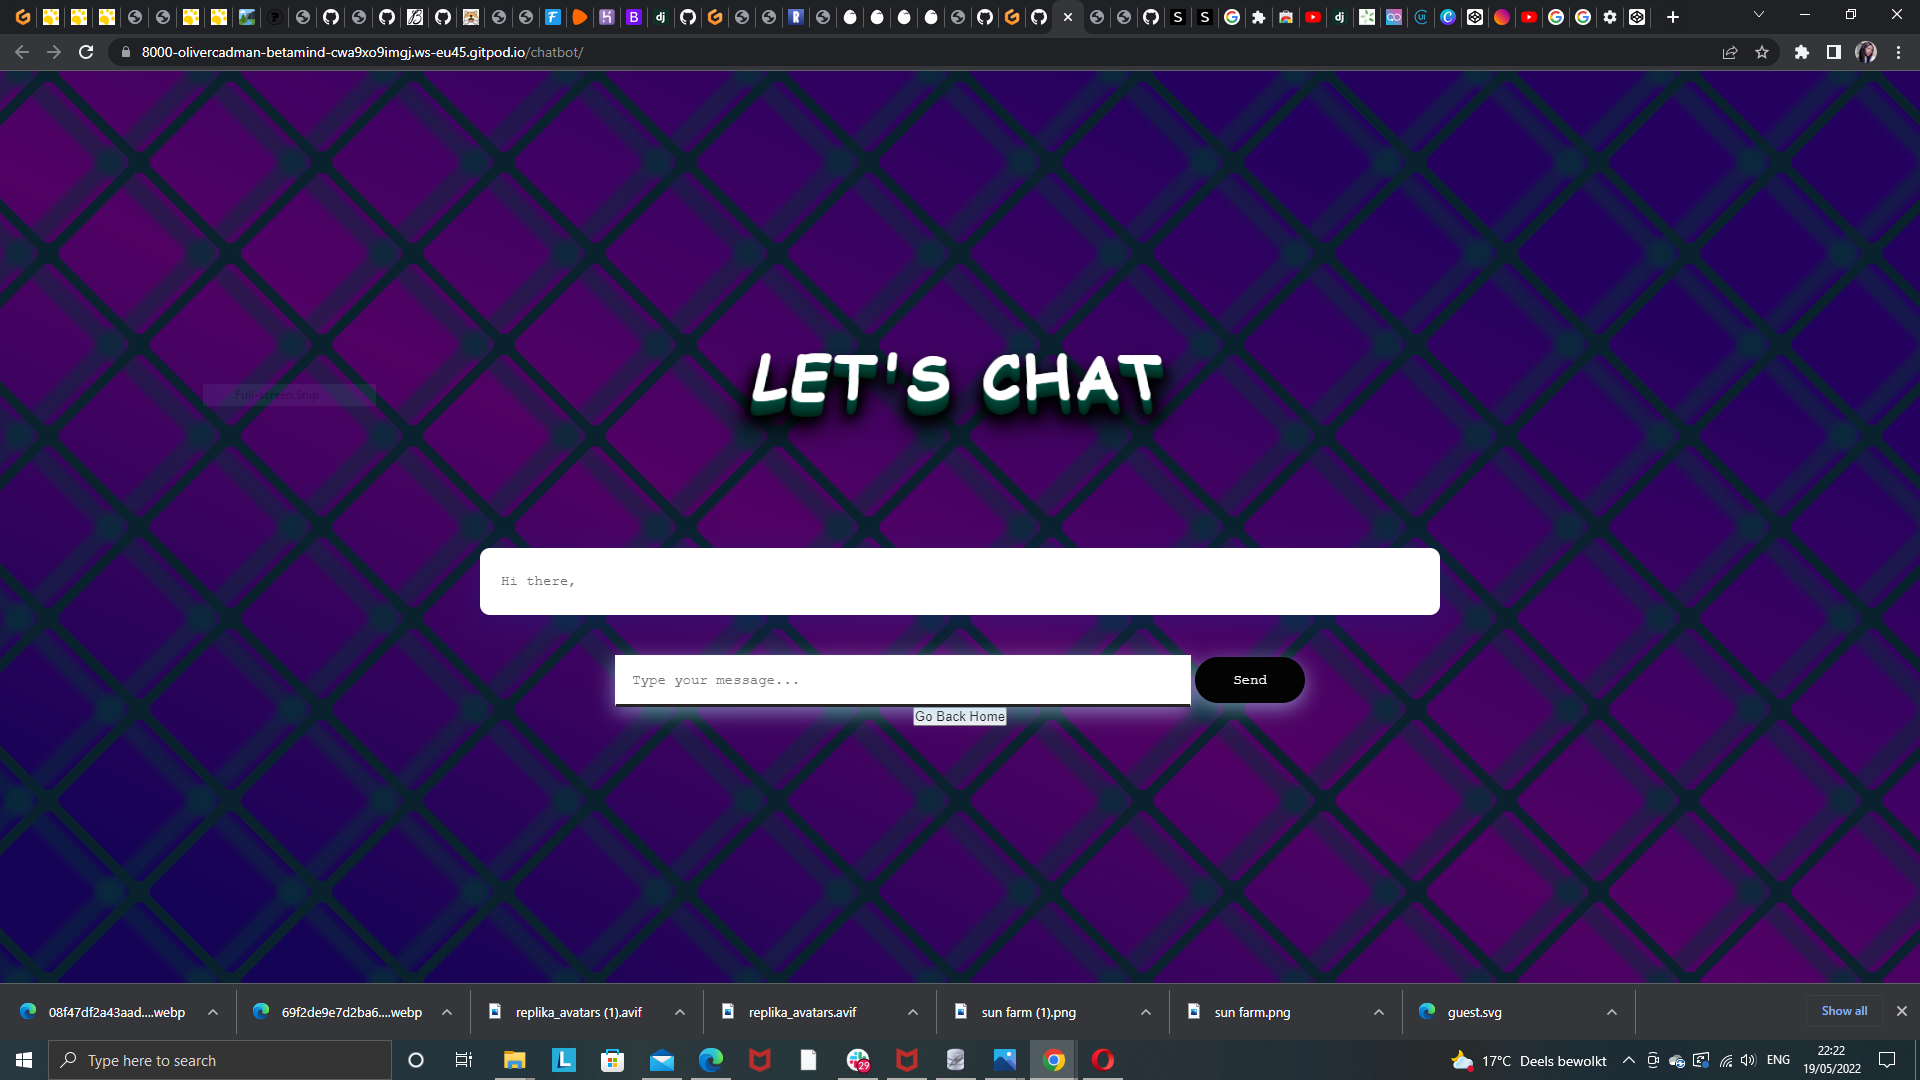 8000-olivercadman-betamind-cwa9xo9imgj.ws-eu45.gitpod.io/chatbot/
LET'S CHAT
Full-screen Snip
Hi there,
Type your message...
Send
Go Back Home
08f47df2a43aad....webp
69f2de9e7d2ba6....webp
replika_avatars (1).avif
replika_avatars.avif
sun farm (1).png
sun farm.png
guest.svg
Show all
Type here to search
29
17°C Deels bewolkt
ENG
22:22
19/05/2022